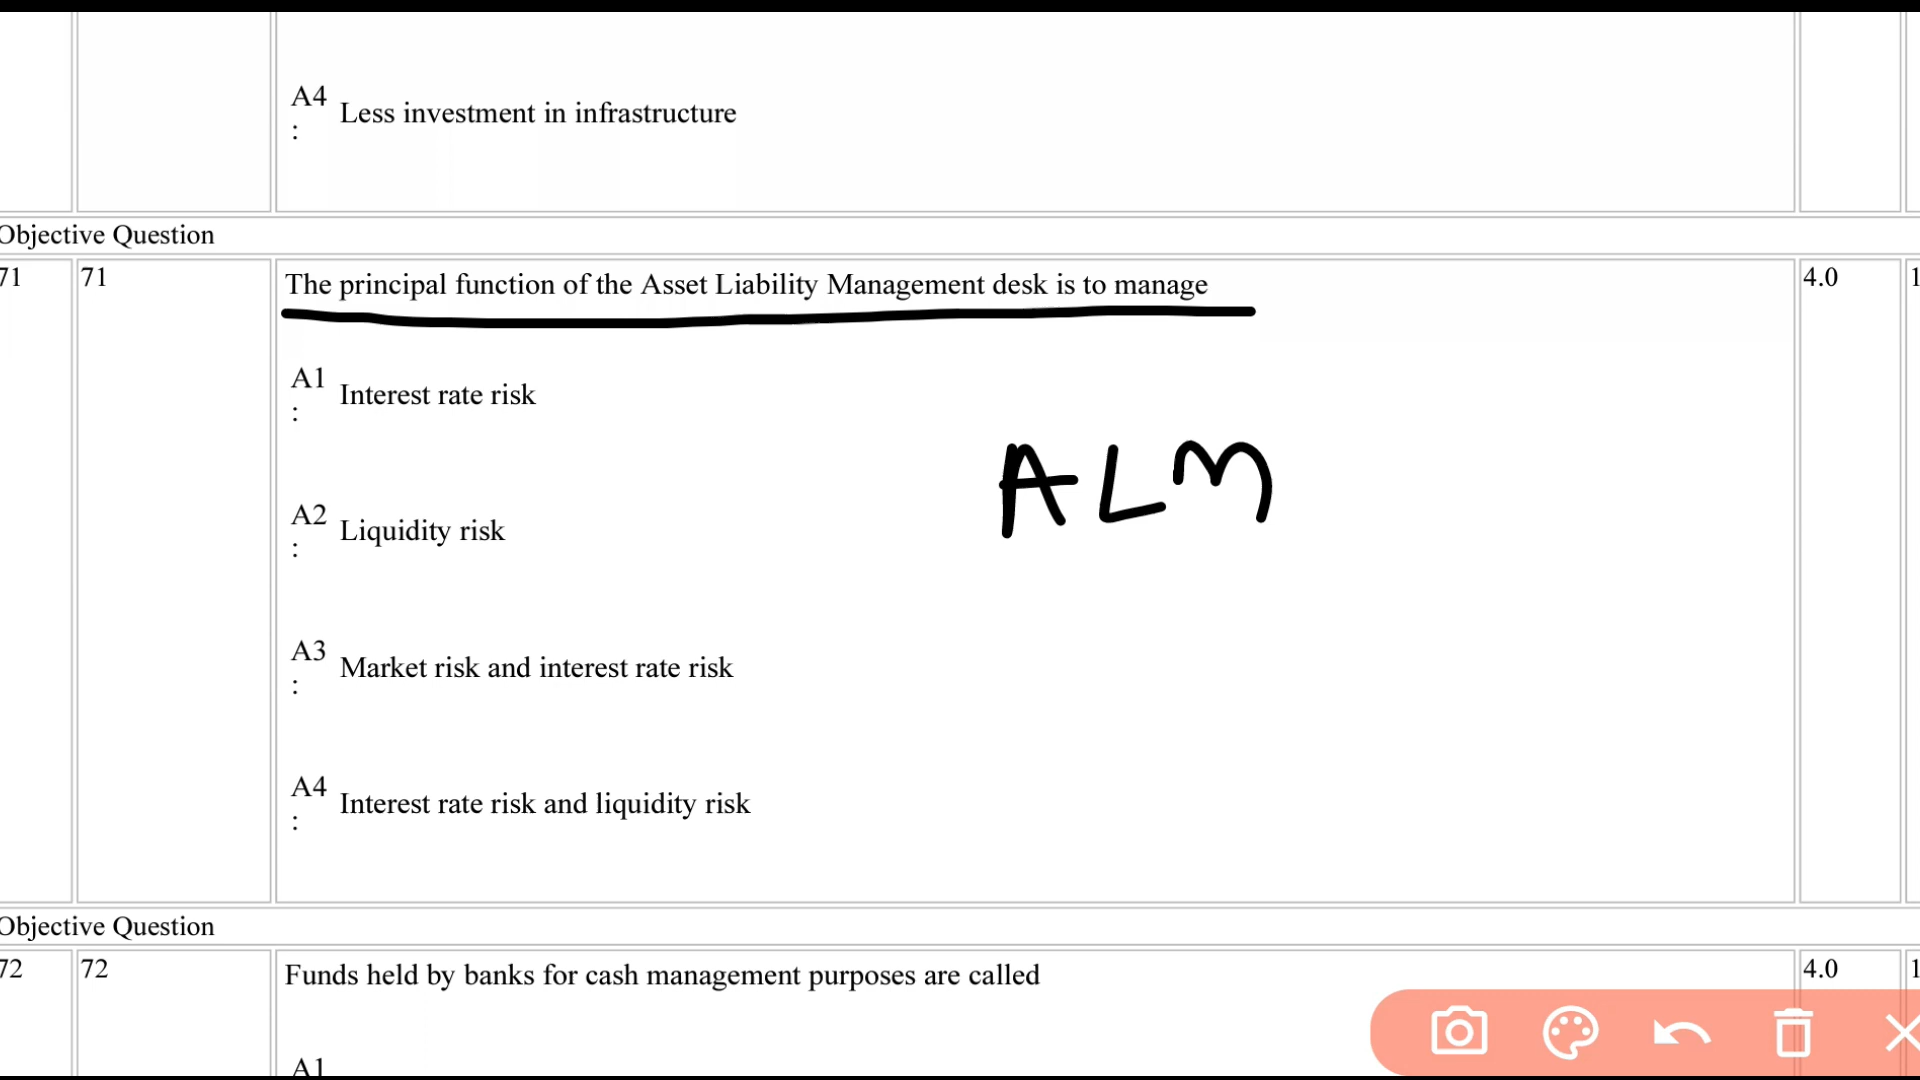 A4
:
Less investment in infrastructure
Objective Question
71
71
The principal function of the Asset Liability Management desk is to manage
4.0
1
A1
:
Interest rate risk
ALM
A2
:
Liquidity risk
A3
:
Market risk and interest rate risk
A4
:
Interest rate risk and liquidity risk
Objective Question
72
72
Funds held by banks for cash management purposes are called
4.0
1
A1